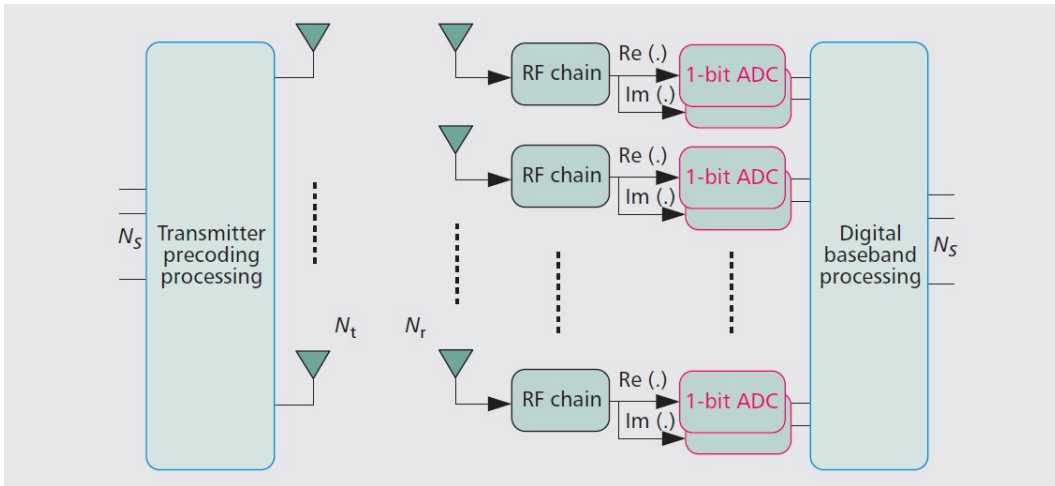 RF chain
Re (.)
Im (.)
1-bit ADC
RF chain
Re (.)
Im (.)
1-bit ADC
N_S
Transmitter
precoding
processing
Digital
baseband
processing
N_S
N_t
N_r
RF chain
Re (.)
Im (.)
1-bit ADC